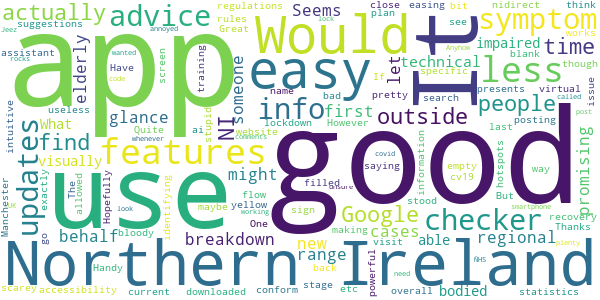 actually advice Would It symptom
suggestions regulations easing Jeez lock close plan nidirect
rules Great Seems bit see think
assistant Have screen elderly impaired blank works though
app easy less time
let technical specific
training rocks wanted annoyed Anyhow
intuitive someone glance NI info first people issue
code name bad pretty search presents virtual
useless Quite ai stupid website lockdown However outside posting called post
updates What find features might saying last promising
visually The exactly allowed maybe Hopefully
use good
Manchester go whenever comments covid ensure
behalf flow filled Google checker
bloody yellow empty cv19 information hotspots But way
identifying sign stood
breakdown new cases able regional recovery
One making visit Thanks
Handy working look range back powerful bodied
scarey accessibility current downloaded conform stage etc need overall NHS smartphone plenty statistics
If
Northern Ireland